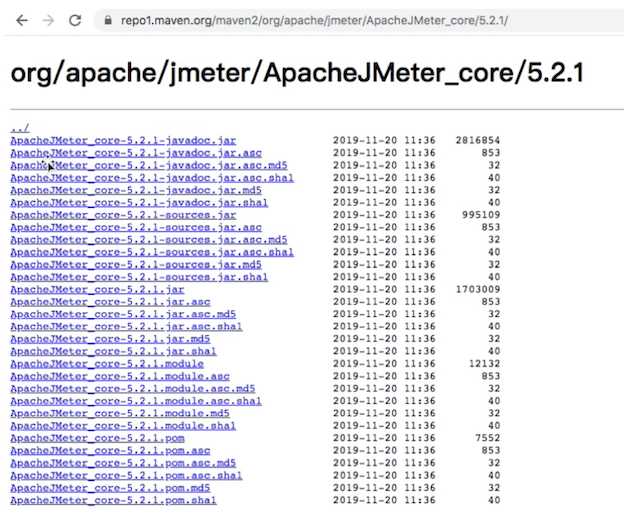 repo1.maven.org/maven2/org/apache/jmeter/ApacheJMeter_core/5.2.1/
org/apache/jmeter/ApacheJMeter_core/5.2.1
../
ApacheJMeter_core-5.2.1-javadoc.jar 2019-11-20 11:36 2816854
ApacheJMeter_core-5.2.1-javadoc.jar.asc 2019-11-20 11:36 853
ApacheJMeter_core-5.2.1-javadoc.jar.asc.md5 2019-11-20 11:36 32
ApacheJMeter_core-5.2.1-javadoc.jar.asc.sha1 2019-11-20 11:36 40
ApacheJMeter_core-5.2.1-javadoc.jar.md5 2019-11-20 11:36 32
ApacheJMeter_core-5.2.1-javadoc.jar.sha1 2019-11-20 11:36 40
ApacheJMeter_core-5.2.1-sources.jar 2019-11-20 11:36 995109
ApacheJMeter_core-5.2.1-sources.jar.asc 2019-11-20 11:36 853
ApacheJMeter_core-5.2.1-sources.jar.asc.md5 2019-11-20 11:36 32
ApacheJMeter_core-5.2.1-sources.jar.asc.sha1 2019-11-20 11:36 40
ApacheJMeter_core-5.2.1-sources.jar.md5 2019-11-20 11:36 32
ApacheJMeter_core-5.2.1-sources.jar.sha1 2019-11-20 11:36 40
ApacheJMeter_core-5.2.1.jar 2019-11-20 11:36 1703009
ApacheJMeter_core-5.2.1.jar.asc 2019-11-20 11:36 853
ApacheJMeter_core-5.2.1.jar.asc.md5 2019-11-20 11:36 32
ApacheJMeter_core-5.2.1.jar.asc.sha1 2019-11-20 11:36 40
ApacheJMeter_core-5.2.1.jar.md5 2019-11-20 11:36 32
ApacheJMeter_core-5.2.1.jar.sha1 2019-11-20 11:36 40
ApacheJMeter_core-5.2.1.module 2019-11-20 11:36 12132
ApacheJMeter_core-5.2.1.module.asc 2019-11-20 11:36 853
ApacheJMeter_core-5.2.1.module.asc.md5 2019-11-20 11:36 32
ApacheJMeter_core-5.2.1.module.asc.sha1 2019-11-20 11:36 40
ApacheJMeter_core-5.2.1.module.md5 2019-11-20 11:36 32
ApacheJMeter_core-5.2.1.module.sha1 2019-11-20 11:36 40
ApacheJMeter_core-5.2.1.pom 2019-11-20 11:36 7552
ApacheJMeter_core-5.2.1.pom.asc 2019-11-20 11:36 853
ApacheJMeter_core-5.2.1.pom.asc.md5 2019-11-20 11:36 32
ApacheJMeter_core-5.2.1.pom.asc.sha1 2019-11-20 11:36 40
ApacheJMeter_core-5.2.1.pom.md5 2019-11-20 11:36 32
ApacheJMeter_core-5.2.1.pom.sha1 2019-11-20 11:36 40